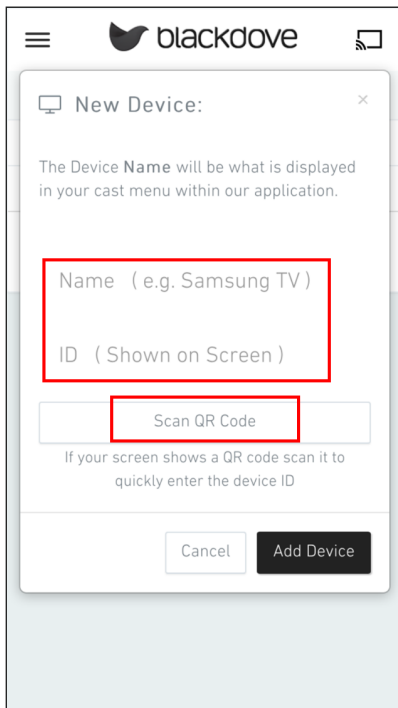 blackdove
New Device:
×
The Device Name will be what is displayed
in your cast menu within our application.
Name ( e.g. Samsung TV )
ID ( Shown on Screen )
Scan QR Code
If your screen shows a QR code scan it to
quickly enter the device ID
Cancel Add Device